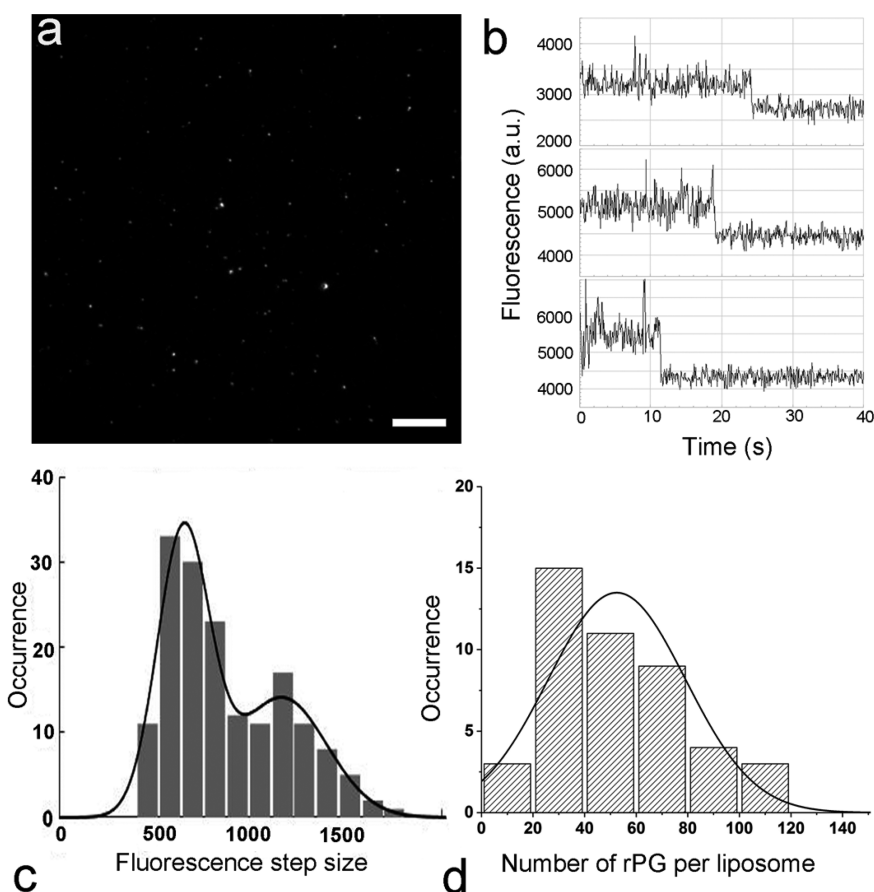 a
b
4000
3000
2000
6000
5000
4000
6000
5000
4000
Fluorescence (a.u.)
0 10 20 30 40
Time (s)
40
30
20
10
0
Occurrence
0 500 1000 1500
Fluorescence step size
c
20
15
10
5
0
Occurrence
0 20 40 60 80 100 120 140
Number of rPG per liposome
d